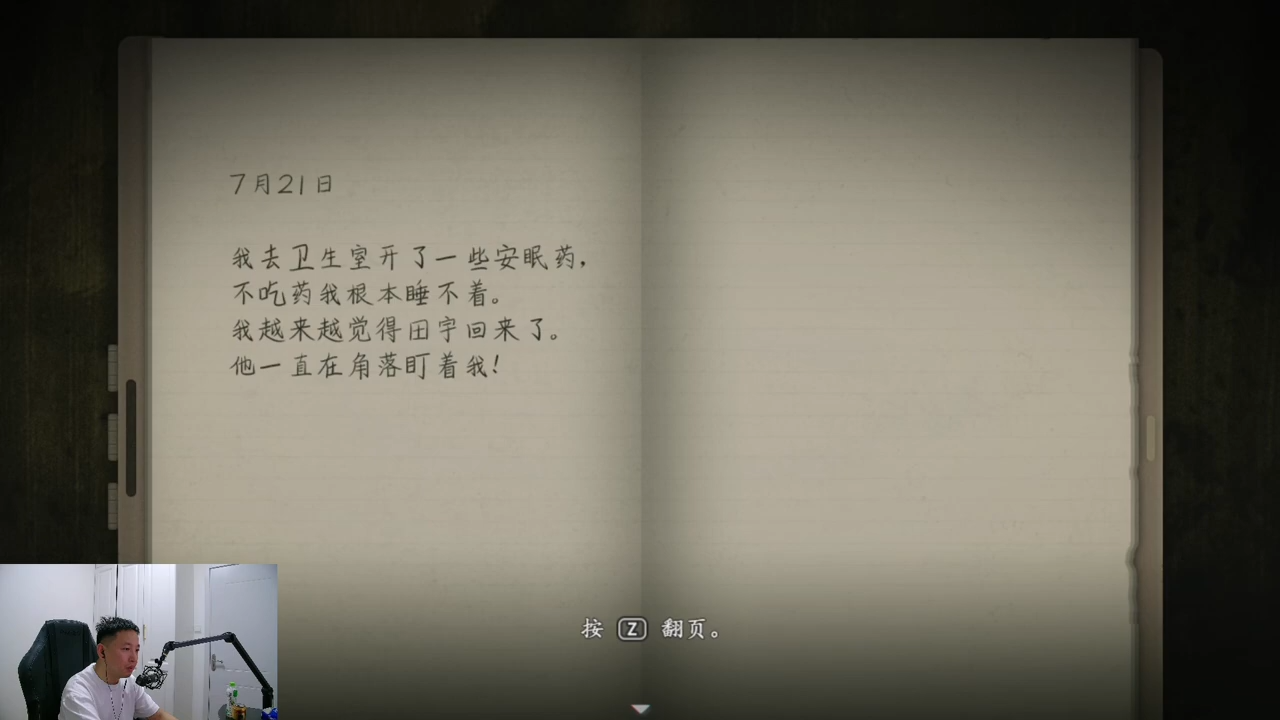 7月21日
我去卫生室开了一些安眠药，
不吃药我根本睡不着。
我越来越觉得田宇回来了。
他一直在角落盯着我！
按 Z 翻页。